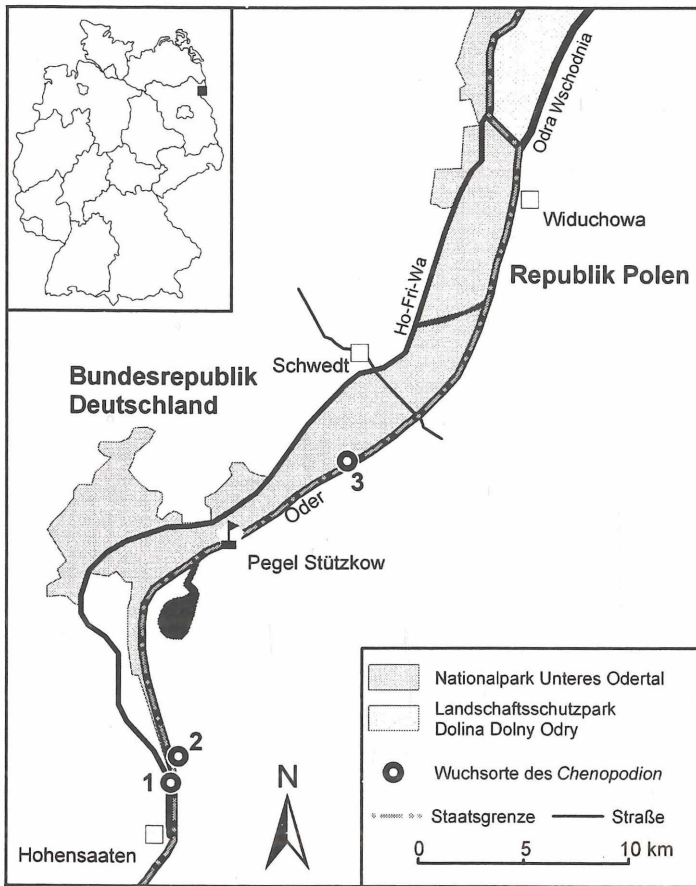 Odra Wschodnia
Widuchowa
Republik Polen
Ho-Fri-Wa
Schwedt
Bundesrepublik
Deutschland
3
Oder
Pegel Stützkow
2
1
N
Hohensaaten
Nationalpark Unteres Odertal
Landschaftsschutzpark
Dolina Dolny Odry
Wuchsorte des Chenopodion
Staatsgrenze
Straße
0 5 10 km